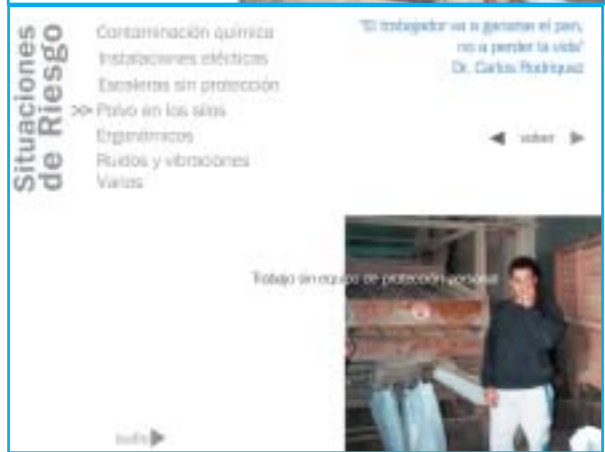 Situaciones
de Riesgo
Contaminación química
Instalaciones eléctricas
Escaleras sin protección
>> Polvo en los silos
Ergonómicos
Ruidos y vibraciones
Varios
"El trabajador va a ganarse el pan,
no a perder la vida"
Dr. Carlos Rodríguez
volver
Trabajo sin equipo de protección personal
audio